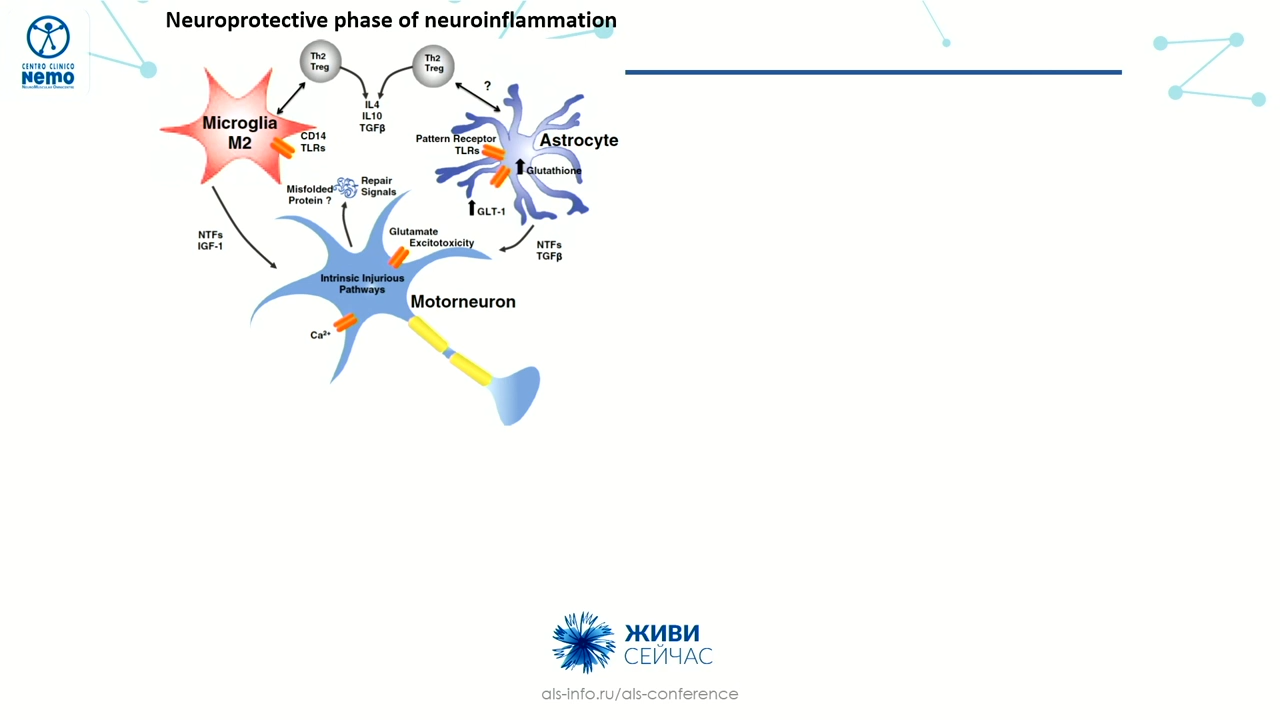 Neuroprotective phase of neuroinflammation
CENTRO CLINICO
NeMO
NEUROMUSCULAR OMNICENTRE
Th2
Treg
Th2
Treg
IL4
IL10
TGFβ
?
Microglia
M2
CD14
TLRs
Pattern Receptor
TLRs
Astrocyte
Glutathione
GLT-1
Misfolded
Protein ?
Repair
Signals
NTFs
IGF-1
Glutamate
Excitotoxicity
NTFs
TGFβ
Intrinsic Injurious
Pathways
Motorneuron
Ca²⁺
ЖИВИ
СЕЙЧАС
als-info.ru/als-conference